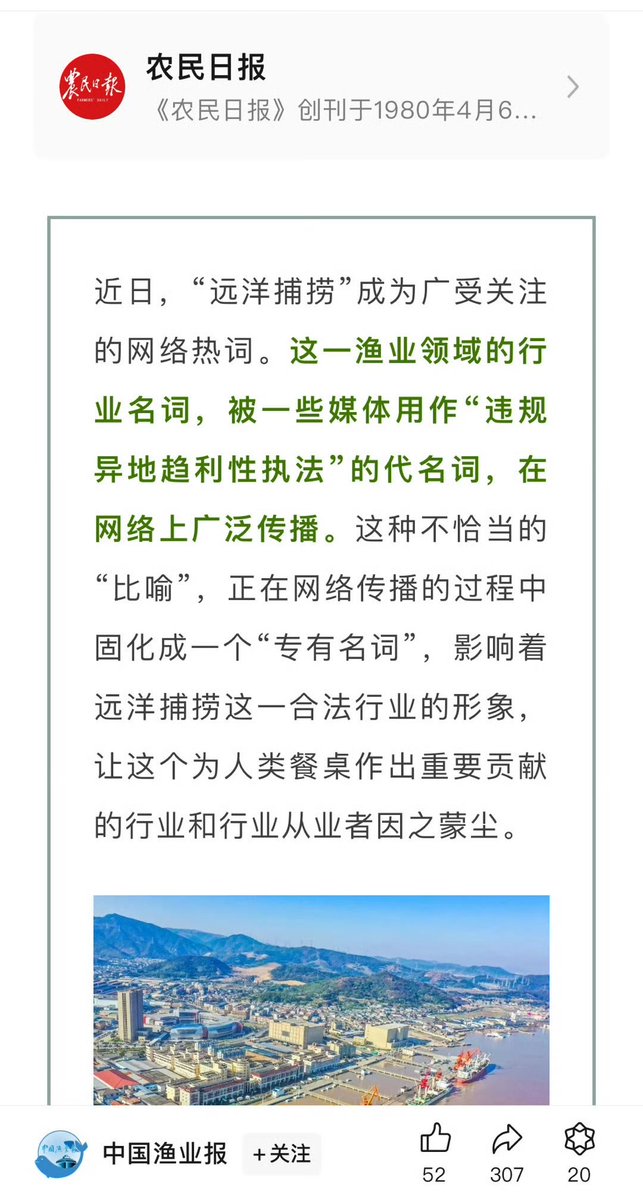 农民日报
FARMERS' DAILY
农民日报
《农民日报》创刊于1980年4月6...
近日，“远洋捕捞”成为广受关注
的网络热词。这一渔业领域的行
业名词，被一些媒体用作“违规
异地趋利性执法”的代名词，在
网络上广泛传播。这种不恰当的
“比喻”，正在网络传播的过程中
固化成一个“专有名词”，影响着
远洋捕捞这一合法行业的形象，
让这个为人类餐桌作出重要贡献
的行业和行业从业者因之蒙尘。
中国渔业报
中国渔业报
+关注
52
307
20